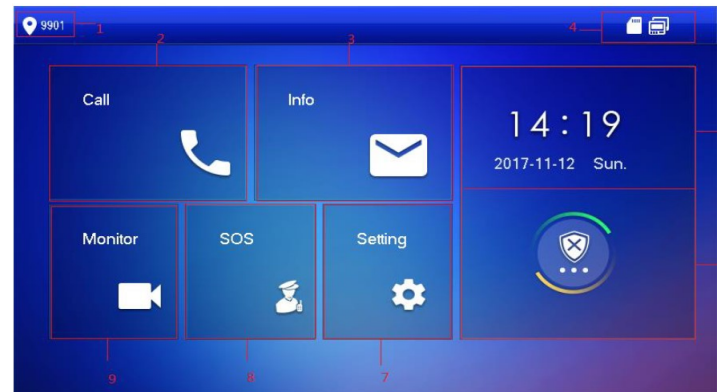 9901
1
4
2
3
Call
Info
14:19
2017-11-12 Sun.
Monitor
SOS
Setting
9
8
7